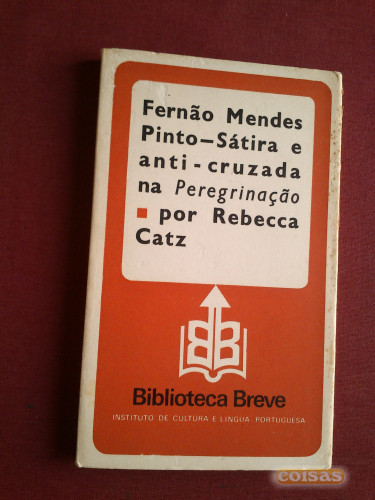 Fernão Mendes
Pinto–Sátira e
anti-cruzada
na Peregrinação
por Rebecca
Catz
BB
Biblioteca Breve
INSTITUTO DE CULTURA E LÍNGUA PORTUGUESA
coisas